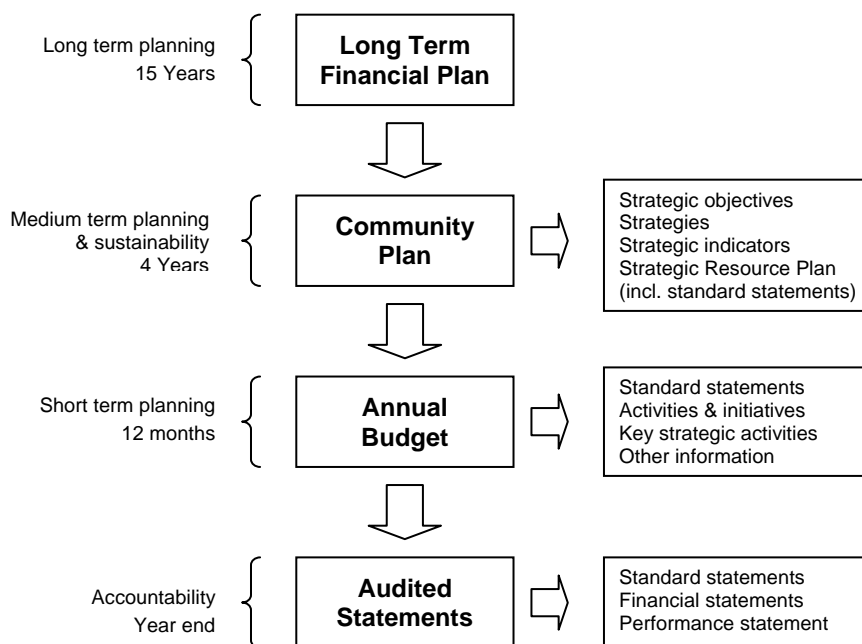 Long term planning
15 Years
Long Term
Financial Plan
Medium term planning
& sustainability
4 Years
Community
Plan
Strategic objectives
Strategies
Strategic indicators
Strategic Resource Plan
(incl. standard statements)
Short term planning
12 months
Annual
Budget
Standard statements
Activities & initiatives
Key strategic activities
Other information
Accountability
Year end
Audited
Statements
Standard statements
Financial statements
Performance statement